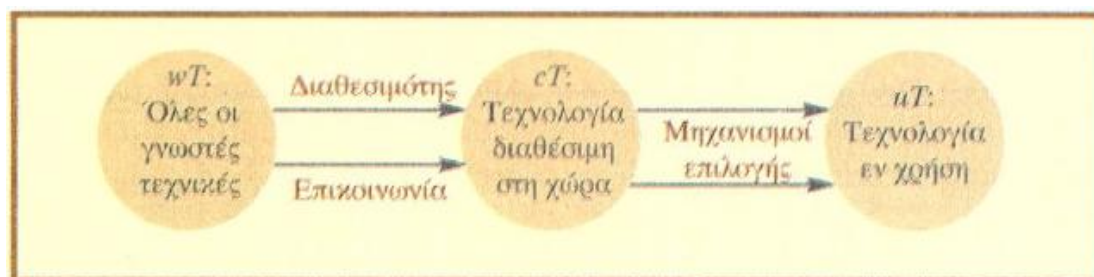 wT:
Όλες οι
γνωστές
τεχνικές
Διαθεσιμότης
Επικοινωνία
cT:
Τεχνολογία
διαθέσιμη
στη χώρα
Μηχανισμοί
επιλογής
uT:
Τεχνολογία
εν χρήση